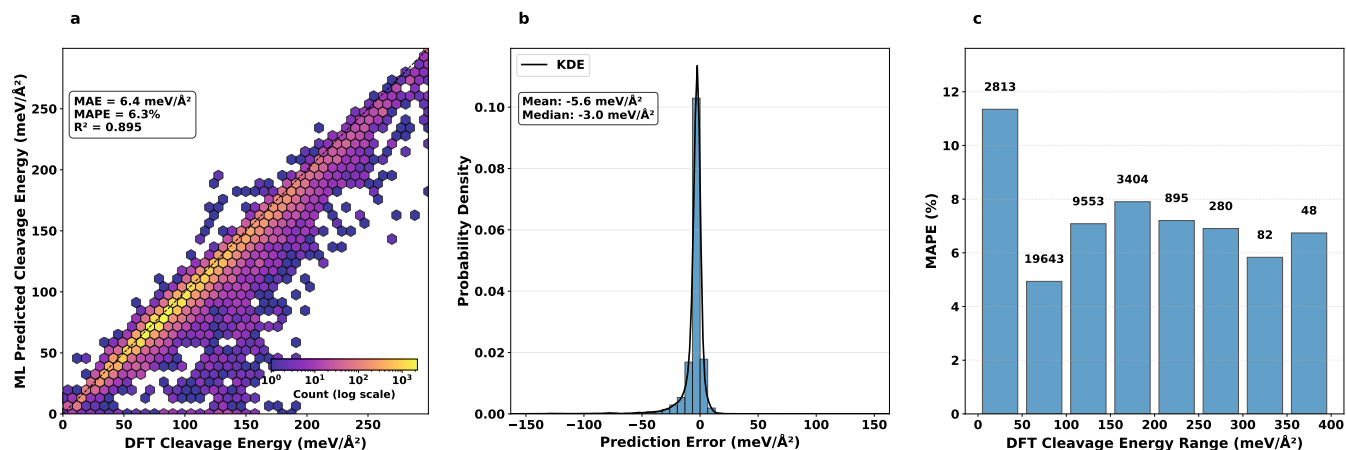 a
ML Predicted Cleavage Energy (meV/Å²)
250
200
150
100
50
0
MAE = 6.4 meV/Å²
MAPE = 6.3%
R² = 0.895
10⁰ 10¹ 10² 10³
Count (log scale)
0 50 100 150 200 250
DFT Cleavage Energy (meV/Å²)
b
Probability Density
0.10
0.08
0.06
0.04
0.02
0.00
KDE
Mean: -5.6 meV/Å²
Median: -3.0 meV/Å²
−150 −100 −50 0 50 100 150
Prediction Error (meV/Å²)
c
MAPE (%)
12
10
8
6
4
2
0
2813
19643
9553
3404
895
280
82
48
0 50 100 150 200 250 300 350 400
DFT Cleavage Energy Range (meV/Å²)